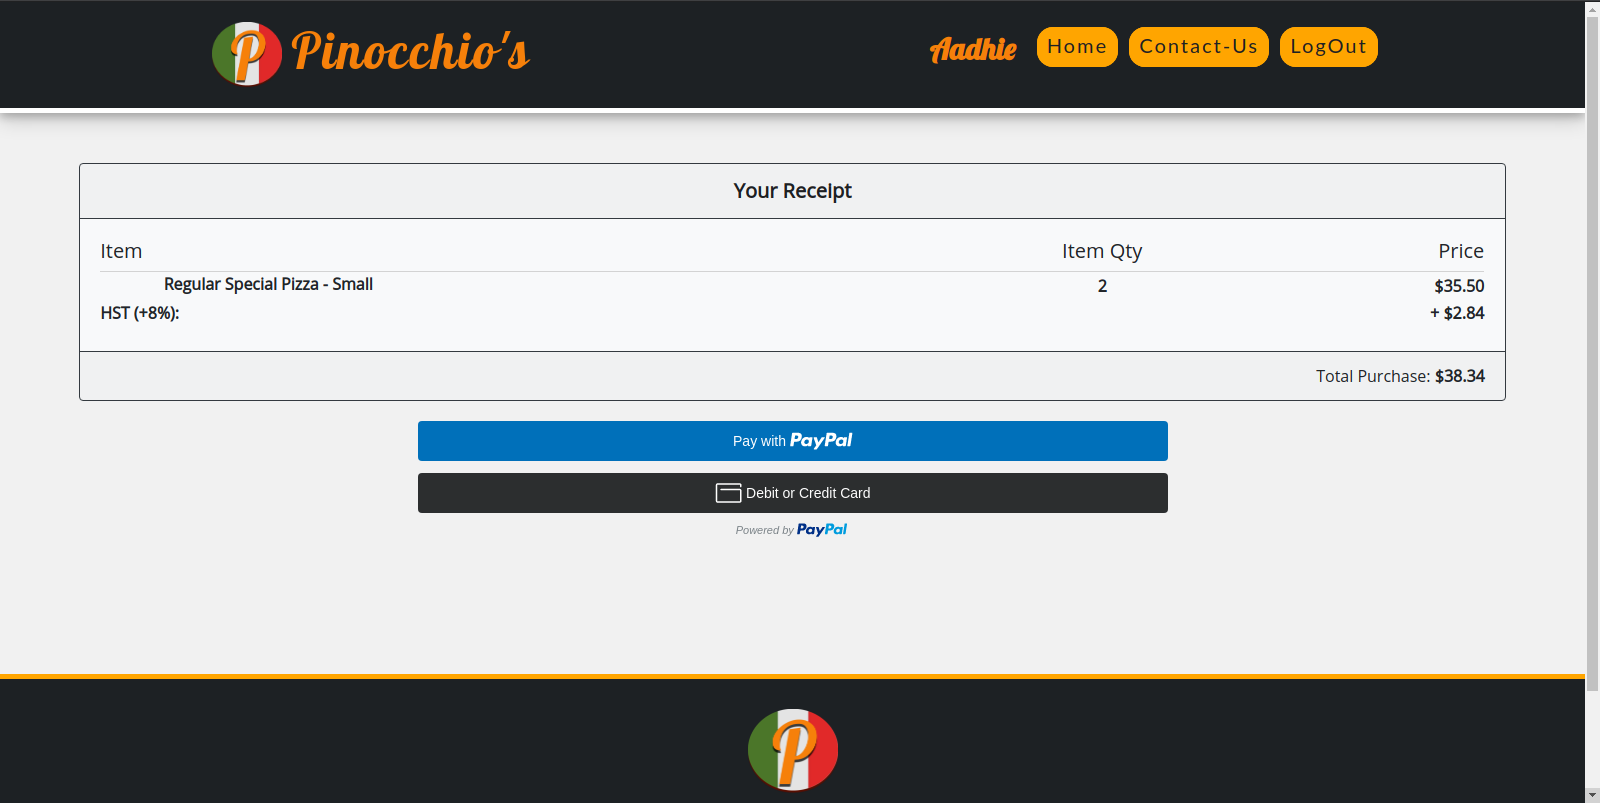 P Pinocchio's
Aadhie Home Contact-Us LogOut
Your Receipt
Item Item Qty Price
Regular Special Pizza - Small 2 $35.50
HST (+8%): + $2.84
Total Purchase: $38.34
Pay with PayPal
Debit or Credit Card
Powered by PayPal
P